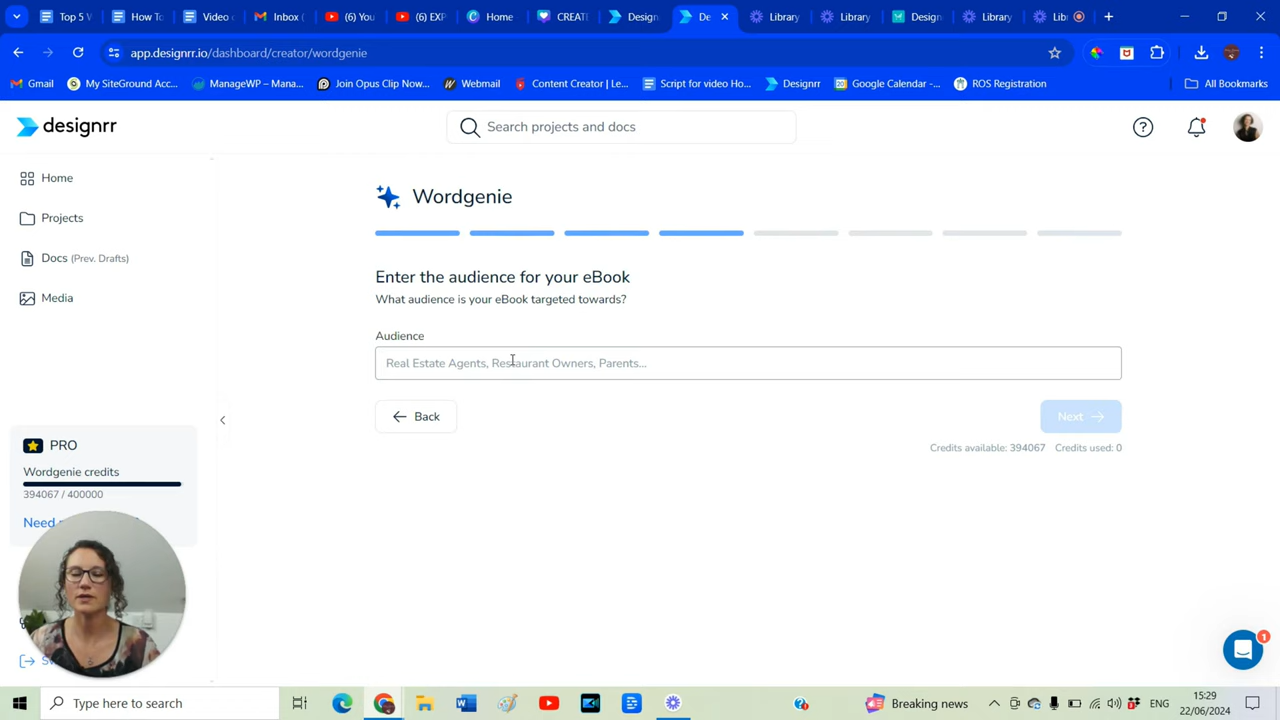 Top 5 V
How To
Video
Inbox (
(6) You
(6) EXP
Home
CREATE
Design
De
Library
Library
Design
Library
Lib
app.designrr.io/dashboard/creator/wordgenie
Gmail
My SiteGround Acc...
ManageWP – Mana...
Join Opus Clip Now...
Webmail
Content Creator | Le...
Script for video Ho...
Designrr
Google Calendar -...
ROS Registration
All Bookmarks
designrr
Search projects and docs
Home
Projects
Docs (Prev. Drafts)
Media
Wordgenie
Enter the audience for your eBook
What audience is your eBook targeted towards?
Audience
Real Estate Agents, Restaurant Owners, Parents...
Back
Next
Credits available: 394067 Credits used: 0
PRO
Wordgenie credits
394067 / 400000
Need
1
Type here to search
Breaking news
ENG
15:29
22/06/2024